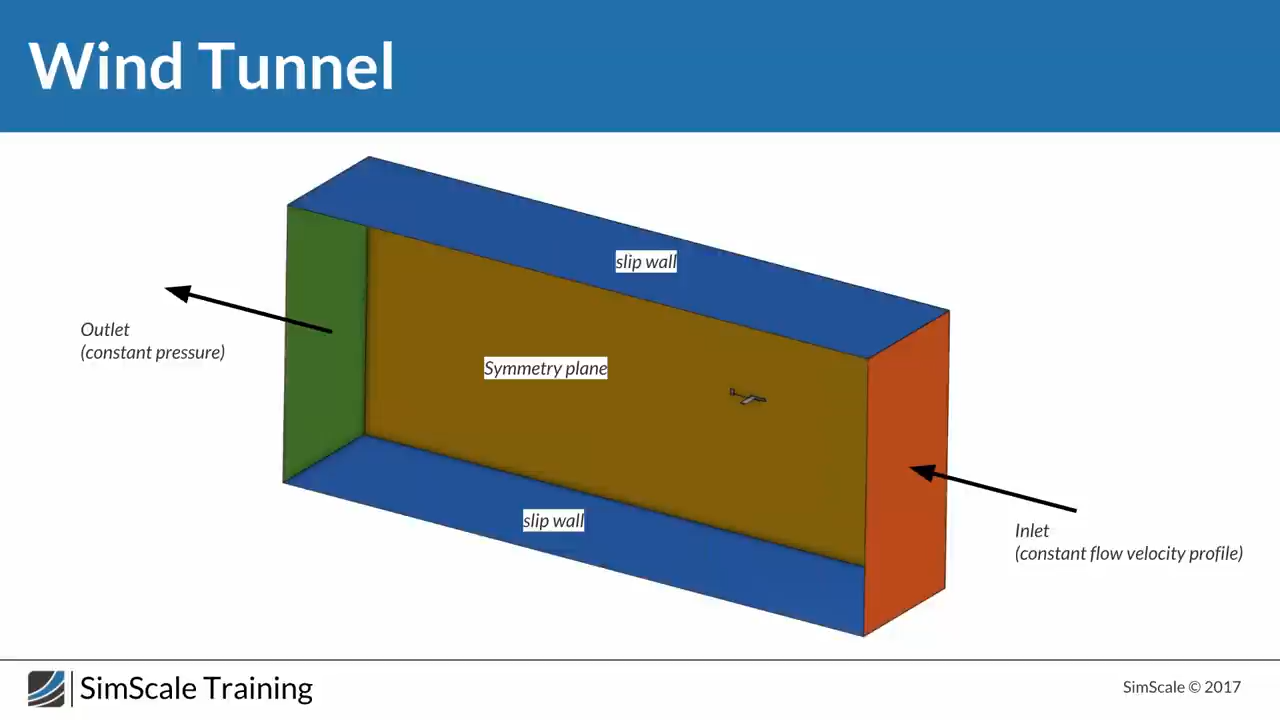 Wind Tunnel
slip wall
Outlet
(constant pressure)
Symmetry plane
slip wall
Inlet
(constant flow velocity profile)
SimScale Training
SimScale © 2017